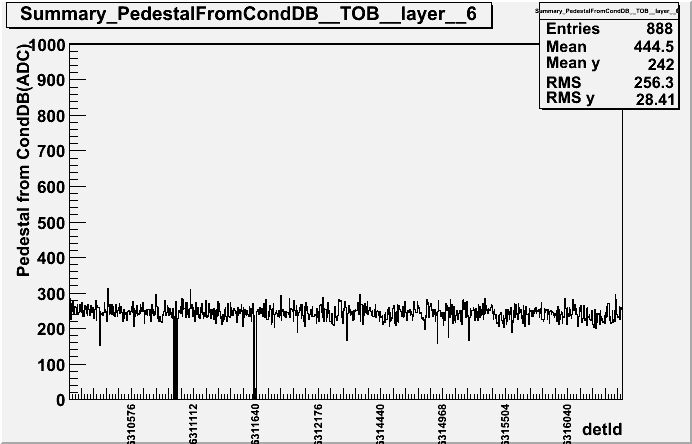 Summary_PedestalFromCondDB__TOB__layer__6
Summary_PedestalFromCondDB__TOB__layer__6
Entries 888
Mean 444.5
Mean y 242
RMS 256.3
RMS y 28.41
Pedestal from CondDB(ADC)
1000
900
800
700
600
500
400
300
200
100
0
6310576
6311112
6311640
6312176
6314440
6314968
6315504
6316040
detId